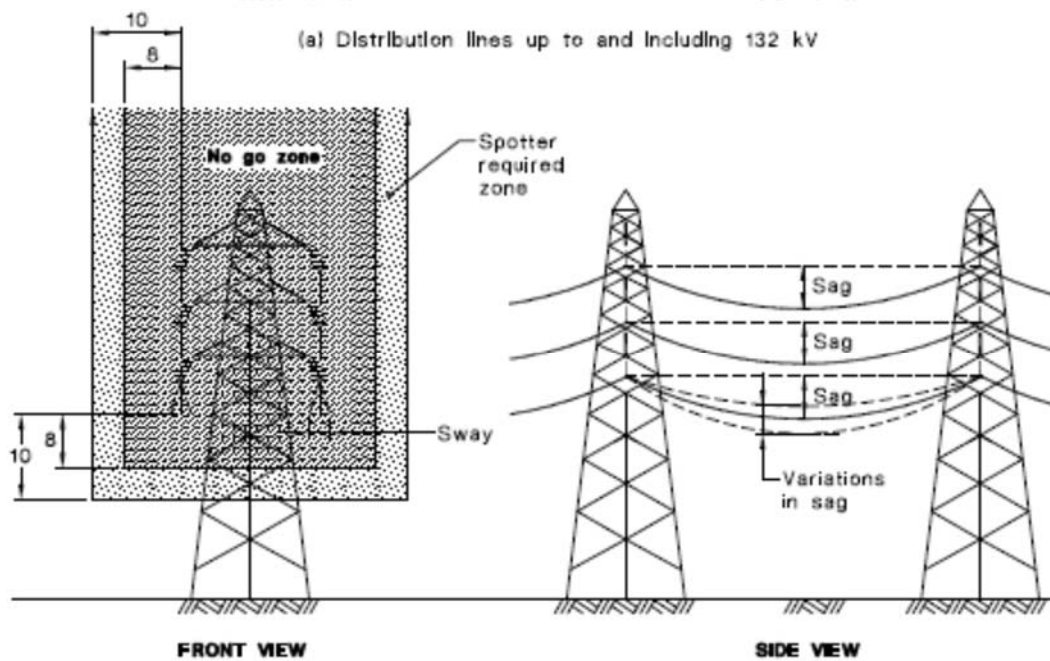 (a) Distribution lines up to and including 132 kV
10
8
No go zone
Spotter
required
zone
Sag
Sag
Sag
8
10
Sway
Variations
in sag
FRONT VIEW
SIDE VIEW